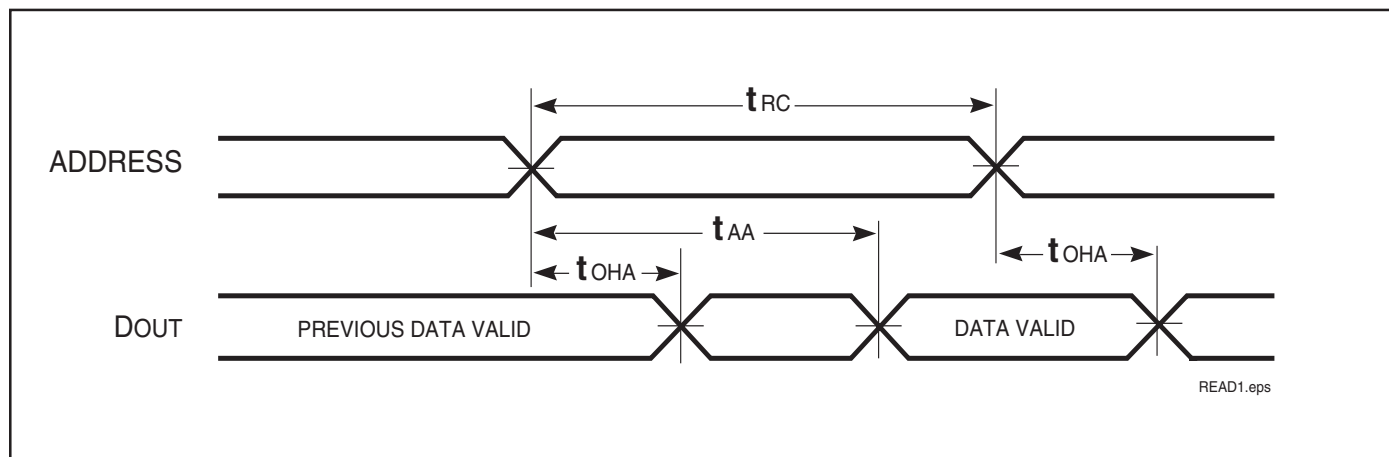 tRC
ADDRESS
tAA
tOHA
tOHA
DOUT
PREVIOUS DATA VALID
DATA VALID
READ1.eps